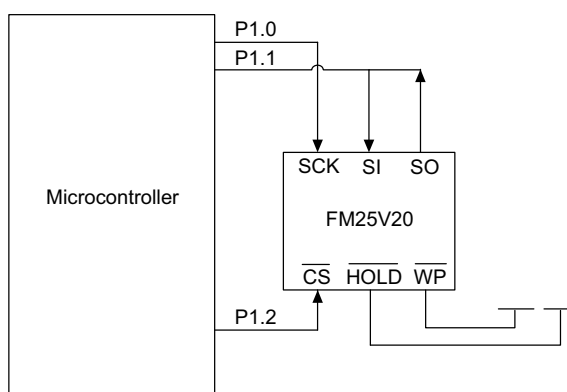 P1.0
P1.1
SCK SI SO
Microcontroller
FM25V20
CS HOLD WP
P1.2